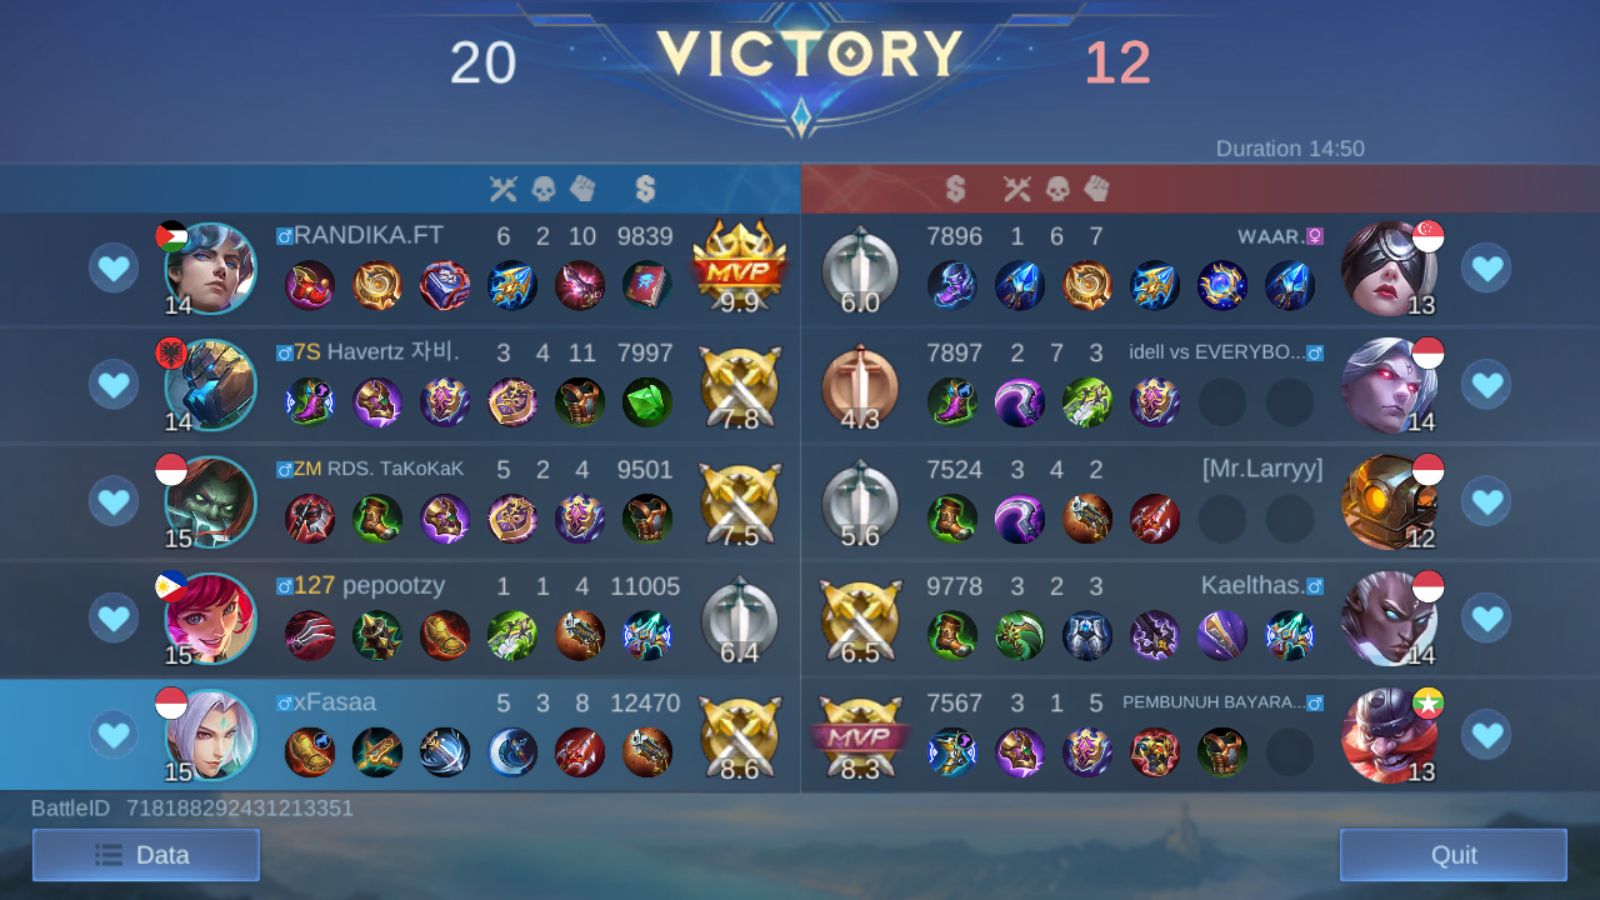 20 VICTORY 12
Duration 14:50
RANDIKA.FT 6 2 10 9839 MVP 9.9
14
6.0 7896 1 6 7 WAAR.
13
7S Havertz 자비. 3 4 11 7997 7.8
14
4.3 7897 2 7 3 idell vs EVERYBO...
14
ZM RDS. TaKoKaK 5 2 4 9501 7.5
15
5.6 7524 3 4 2 [Mr.Larryy]
12
127 pepootzy 1 1 4 11005 6.4
15
6.5 9778 3 2 3 Kaelthas.
14
xFasaa 5 3 8 12470 8.6
15
MVP 8.3 7567 3 1 5 PEMBUNUH BAYARA...
13
BattleID 718188292431213351
Data
Quit